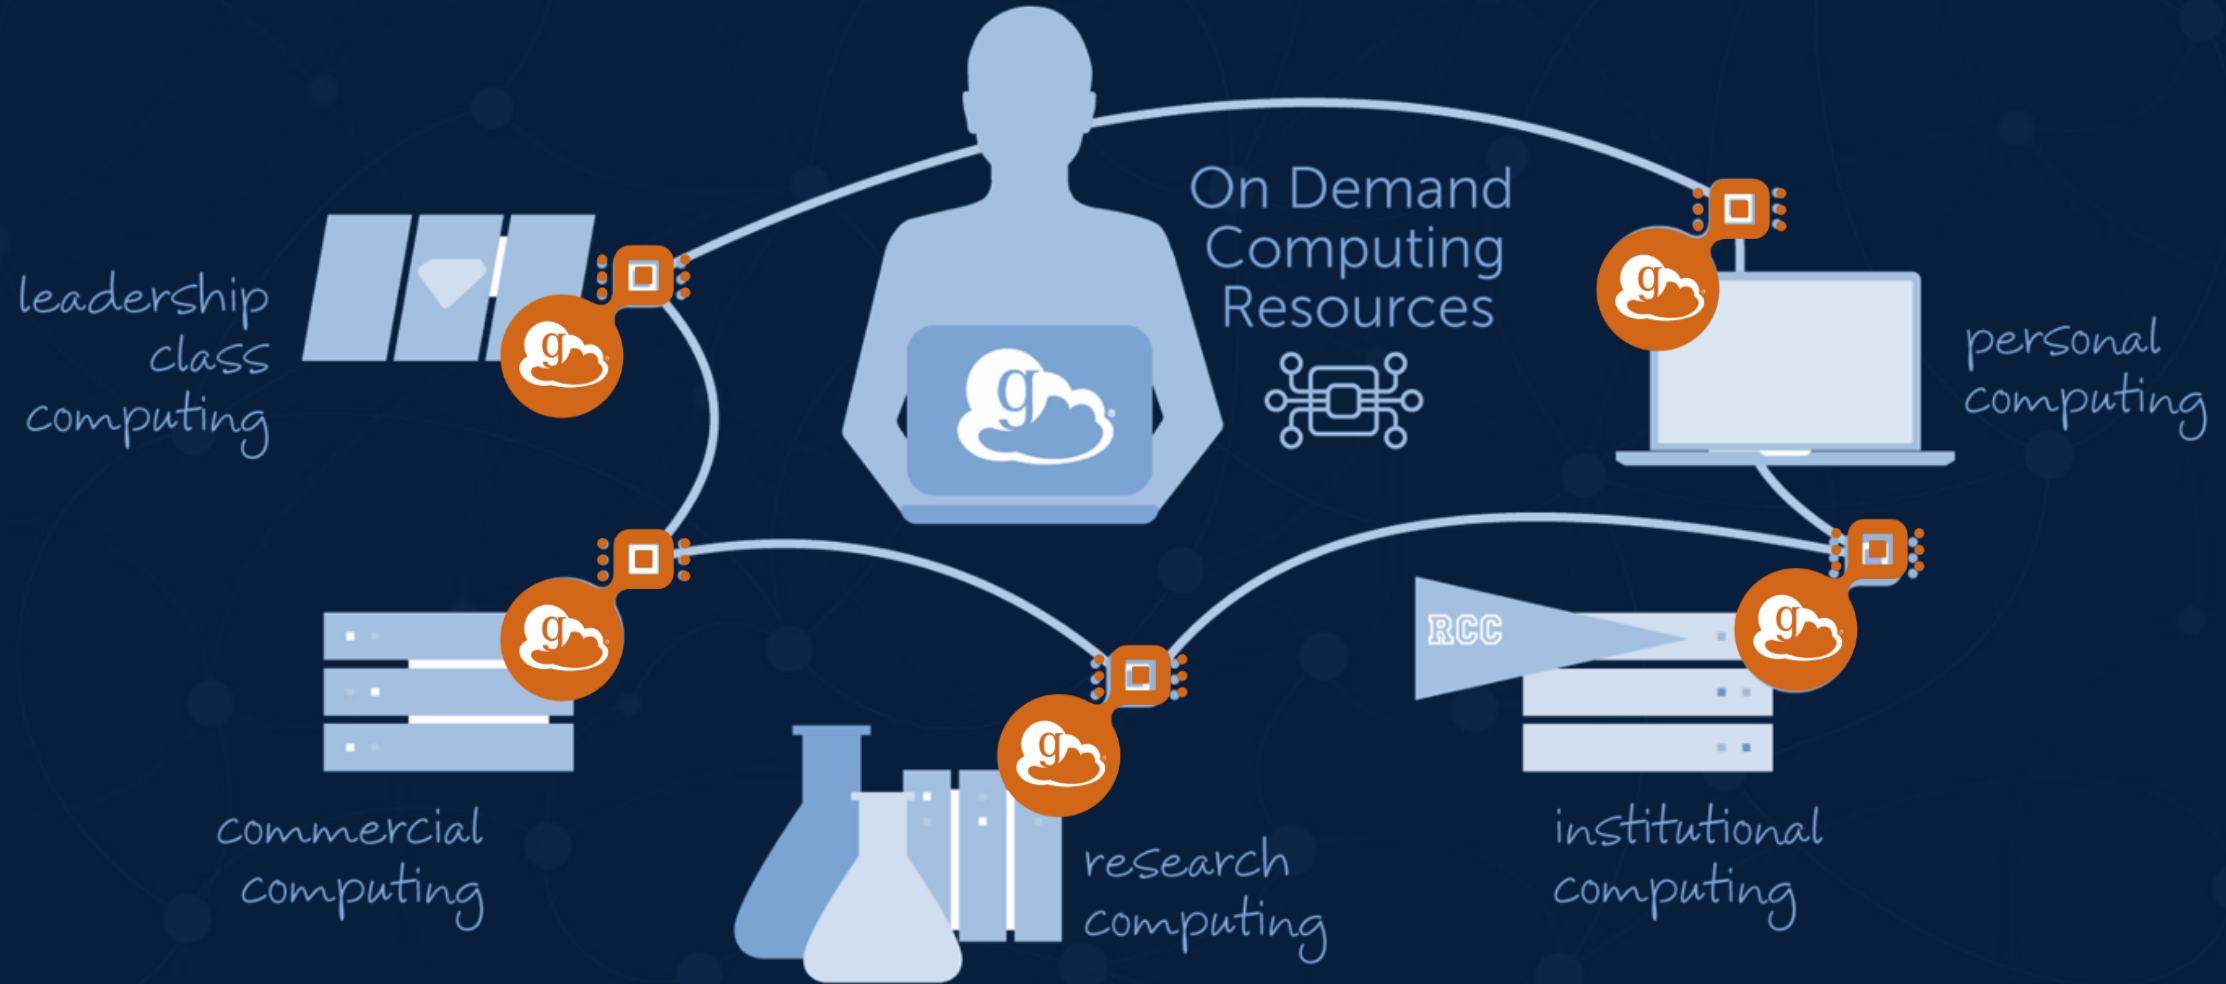 On Demand
Computing
Resources
leadership
class
computing
g
g
g
personal
computing
g
g
RCC
g
commercial
computing
research
computing
institutional
computing